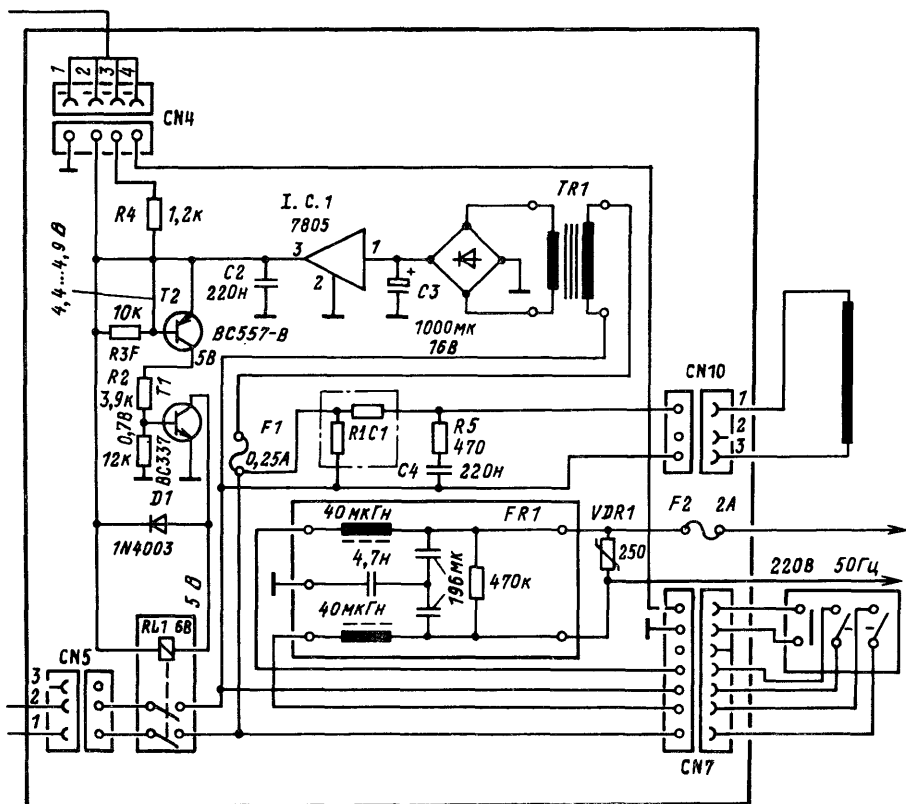 1 2 3 4
CN4
R4
1,2к
I.C.1
7805
3
1
2
TR1
C2
220н
+
C3
1000мк
16В
4,4...4,9 В
T2
10к
R3F
BC557-В
5В
R2
3,9к
T1
0,7В
12к
BC337
F1
0,25А
R1C1
R5
470
C4
220н
CN10
1
2
3
D1
1N4003
40мкГн
FR1
4,7н
196мк
470к
40мкГн
VDR1
250
F2 2А
220В 50Гц
5 В
RL1 6В
CN5
3
2
1
CN7